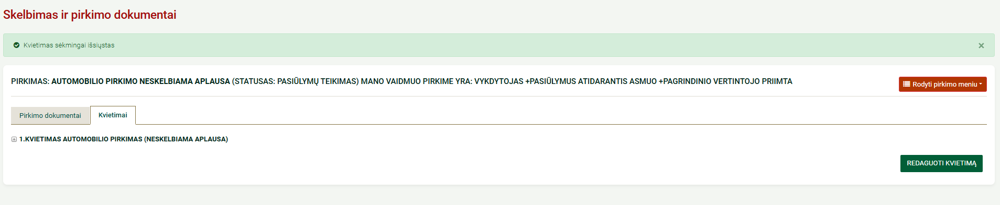 Skelbimas ir pirkimo dokumentai
Kvietimas sėkmingai išsiųstas
×
PIRKIMAS: AUTOMOBILIO PIRKIMO NESKELBIAMA APLAUSA (STATUSAS: PASIŪLYMŲ TEIKIMAS) MANO VAIDMUO PIRKIME YRA: VYKDYTOJAS +PASIŪLYMUS ATIDARANTIS ASMUO +PAGRINDINIO VERTINTOJO PRIIMTA
Rodyti pirkimo meniu
Pirkimo dokumentai
Kvietimai
1.KVIETIMAS AUTOMOBILIO PIRKIMAS (NESKELBIAMA APLAUSA)
REDAGUOTI KVIETIMĄ